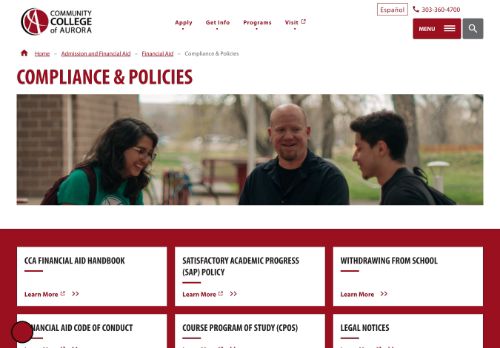 COMMUNITY
COLLEGE
of AURORA
Apply
Get Info
Programs
Visit
Español
303-360-4700
MENU
Home – Admission and Financial Aid – Financial Aid – Compliance & Policies
COMPLIANCE & POLICIES
CCA FINANCIAL AID HANDBOOK
Learn More >>
SATISFACTORY ACADEMIC PROGRESS
(SAP) POLICY
Learn More >>
WITHDRAWING FROM SCHOOL
Learn More >>
FINANCIAL AID CODE OF CONDUCT
COURSE PROGRAM OF STUDY (CPOS)
LEGAL NOTICES